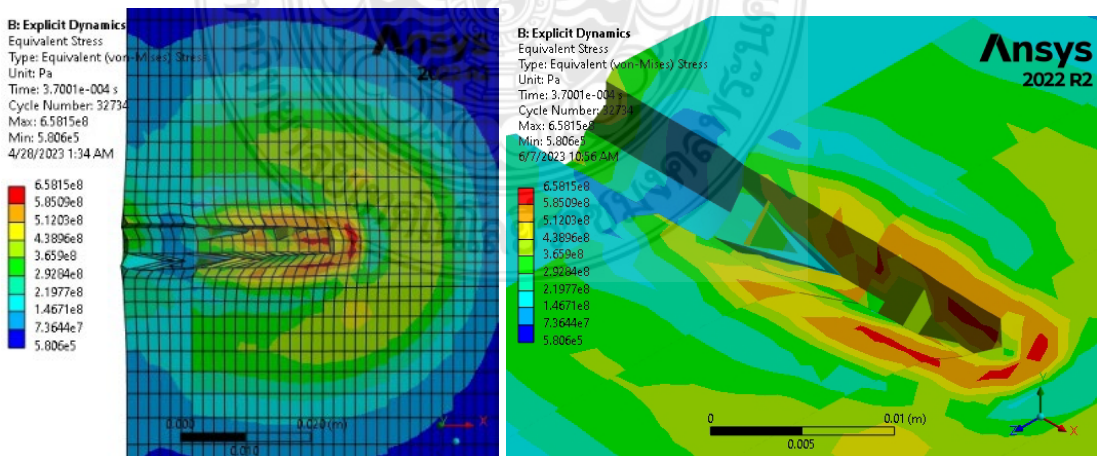 B: Explicit Dynamics
Equivalent Stress
Type: Equivalent (von-Mises) Stress
Unit: Pa
Time: 3.7001e-004 s
Cycle Number: 32734
Max: 6.5815e8
Min: 5.806e5
4/28/2023 1:34 AM
Ansys
6.5815e8
5.8509e8
5.1203e8
4.3896e8
3.659e8
2.9284e8
2.1977e8
1.4671e8
7.3644e7
5.806e5
0.000
0.020 (m)
0.010
X
B: Explicit Dynamics
Equivalent Stress
Type: Equivalent (von-Mises) Stress
Unit: Pa
Time: 3.7001e-004 s
Cycle Number: 32734
Max: 6.5815e8
Min: 5.806e5
6/7/2023 10:56 AM
Ansys
2022 R2
6.5815e8
5.8509e8
5.1203e8
4.3896e8
3.659e8
2.9284e8
2.1977e8
1.4671e8
7.3644e7
5.806e5
0
0.01 (m)
0.005
Y
Z
X